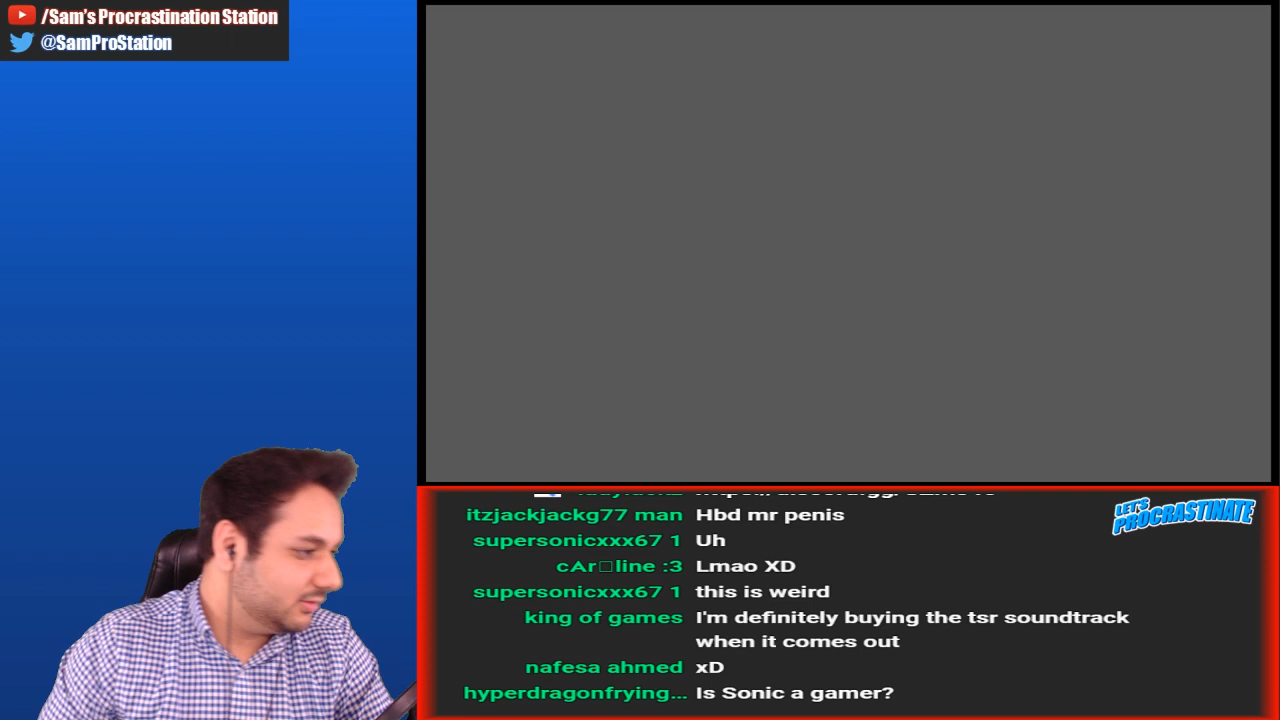 /Sam's Procrastination Station
@SamProStation
itzjackjackg77 man Hbd mr penis
supersonicxxx67 1 Uh
cAr□line :3 Lmao XD
supersonicxxx67 1 this is weird
king of games I'm definitely buying the tsr soundtrack
when it comes out
nafesa ahmed xD
hyperdragonfrying... Is Sonic a gamer?
LET'S
PROCRASTINATE